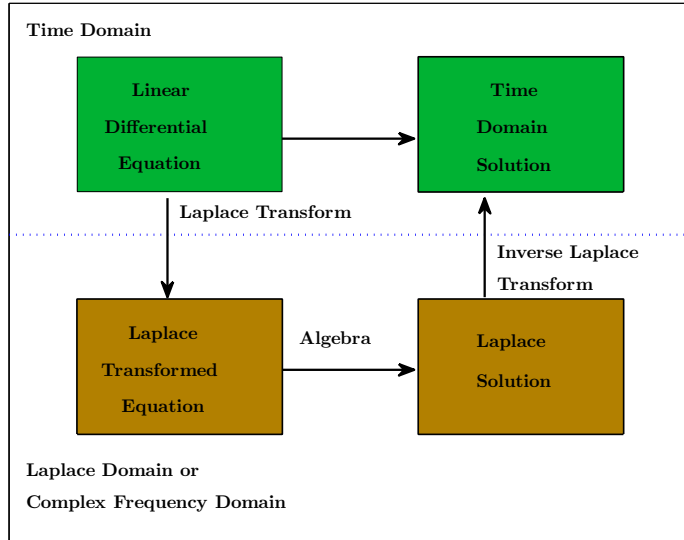 Time Domain
Linear
Differential
Equation
Time
Domain
Solution
Laplace Transform
Inverse Laplace
Transform
Laplace
Transformed
Equation
Algebra
Laplace
Solution
Laplace Domain or
Complex Frequency Domain